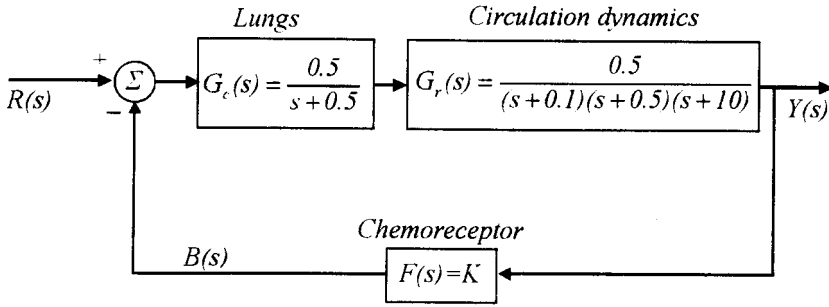 Lungs
Circulation dynamics
R(s)
+
−
Σ
G_c(s) = 0.5 / (s + 0.5)
G_r(s) = 0.5 / ((s + 0.1)(s + 0.5)(s + 10))
Y(s)
Chemoreceptor
B(s)
F(s) = K